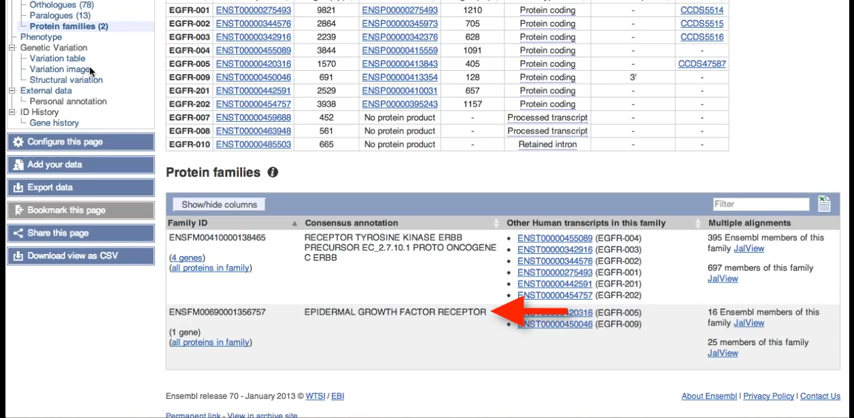 Orthologues (78)
Paralogues (13)
Protein families (2)
Phenotype
Genetic Variation
Variation table
Variation image
Structural variation
External data
Personal annotation
ID History
Gene history
Configure this page
Add your data
Export data
Bookmark this page
Share this page
Download view as CSV
EGFR-001 ENST00000275493 9821 ENSP00000275493 1210 Protein coding CCDS5514
EGFR-002 ENST00000344576 2864 ENSP00000345973 705 Protein coding CCDS5515
EGFR-003 ENST00000342916 2239 ENSP00000342376 628 Protein coding CCDS5516
EGFR-004 ENST00000455089 3844 ENSP00000415559 1091 Protein coding -
EGFR-005 ENST00000420316 1570 ENSP00000413843 405 Protein coding CCDS47587
EGFR-009 ENST00000450046 691 ENSP00000413354 128 Protein coding 3' -
EGFR-201 ENST00000442591 2529 ENSP00000410031 657 Protein coding -
EGFR-202 ENST00000454757 3938 ENSP00000395243 1157 Protein coding -
EGFR-007 ENST00000459688 452 No protein product - Processed transcript -
EGFR-008 ENST00000463948 561 No protein product - Processed transcript -
EGFR-010 ENST00000485503 665 No protein product - Retained intron -
Protein families i
Show/hide columns Filter
Family ID Consensus annotation Other Human transcripts in this family Multiple alignments
ENSFM00410000138465
(4 genes)
(all proteins in family)
RECEPTOR TYROSINE KINASE ERBB
PRECURSOR EC_2.7.10.1 PROTO ONCOGENE
C ERBB
• ENST00000455089 (EGFR-004)
• ENST00000342916 (EGFR-003)
• ENST00000344576 (EGFR-002)
• ENST00000275493 (EGFR-001)
• ENST00000442591 (EGFR-201)
• ENST00000454757 (EGFR-202)
395 Ensembl members of this
family JalView
697 members of this family
JalView
ENSFM00690001356757
(1 gene)
(all proteins in family)
EPIDERMAL GROWTH FACTOR RECEPTOR
20316 (EGFR-005)
• ENST00000450046 (EGFR-009)
16 Ensembl members of this
family JalView
25 members of this family
JalView
Ensembl release 70 - January 2013 © WTSI / EBI
About Ensembl | Privacy Policy | Contact Us
Permanent link - View in archive site